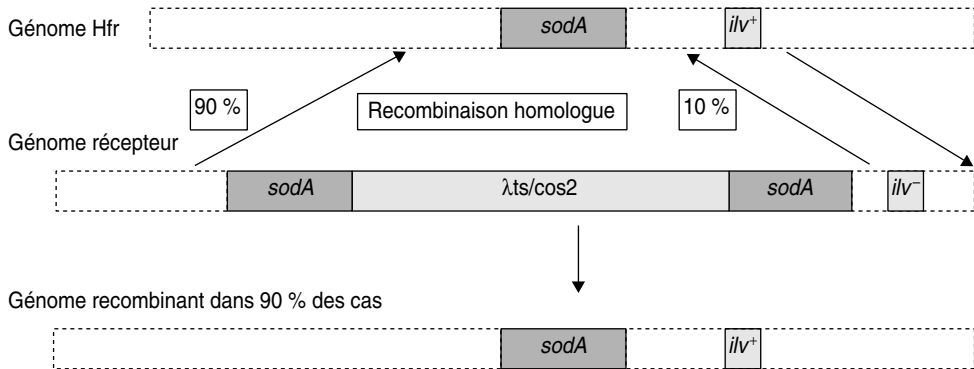 Génome Hfr
sodA
ilv+
90 %
Recombinaison homologue
10 %
Génome récepteur
sodA
λts/cos2
sodA
ilv–
Génome recombinant dans 90 % des cas
sodA
ilv+